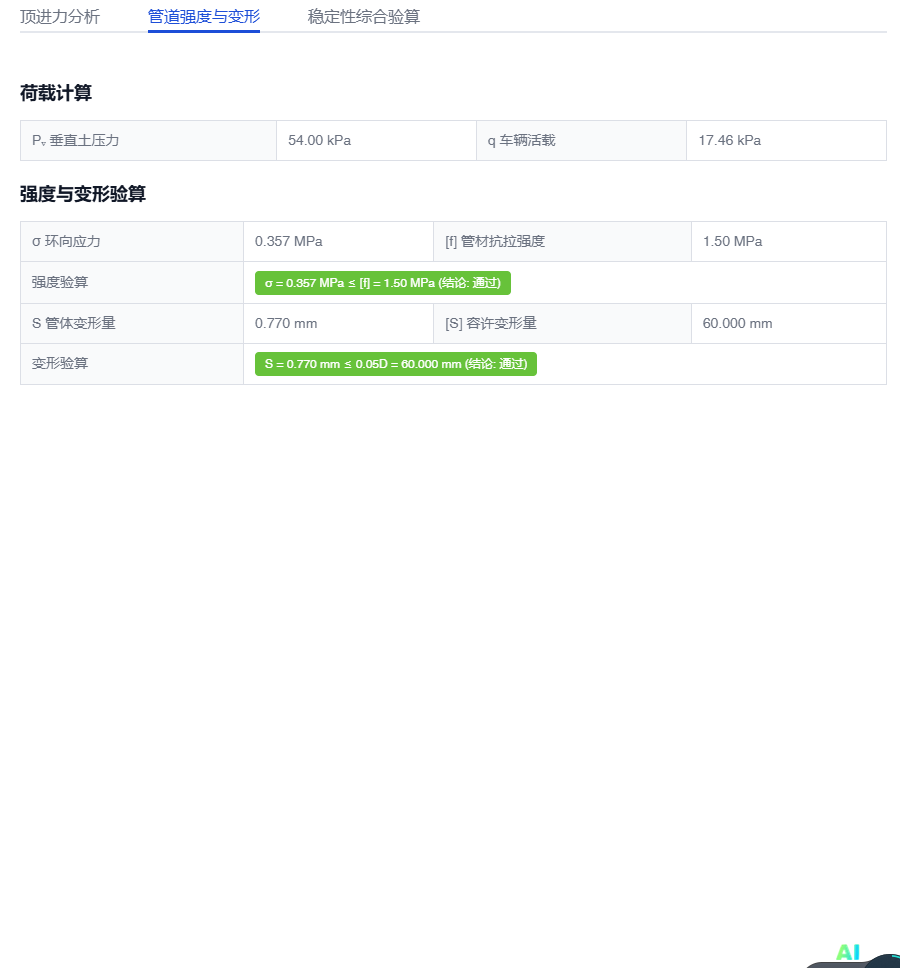 顶进力分析 管道强度与变形 稳定性综合验算
荷载计算
Pᵥ 垂直土压力 54.00 kPa q 车辆活载 17.46 kPa
强度与变形验算
σ 环向应力 0.357 MPa [f] 管材抗拉强度 1.50 MPa
强度验算 σ = 0.357 MPa ≤ [f] = 1.50 MPa (结论: 通过)
S 管体变形量 0.770 mm [S] 容许变形量 60.000 mm
变形验算 S = 0.770 mm ≤ 0.05D = 60.000 mm (结论: 通过)
AI